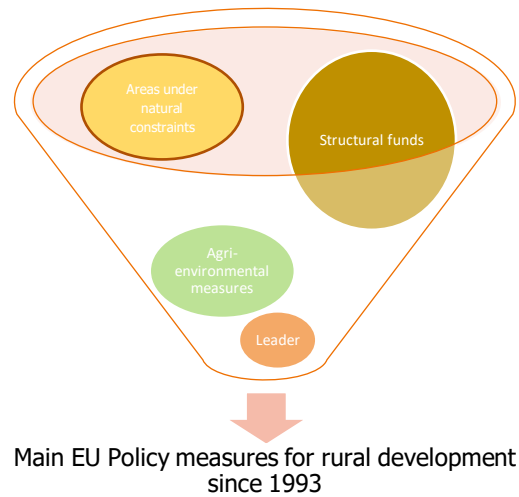 Areas under
natural
constraints
Structural funds
Agri-
environmental
measures
Leader
Main EU Policy measures for rural development
since 1993